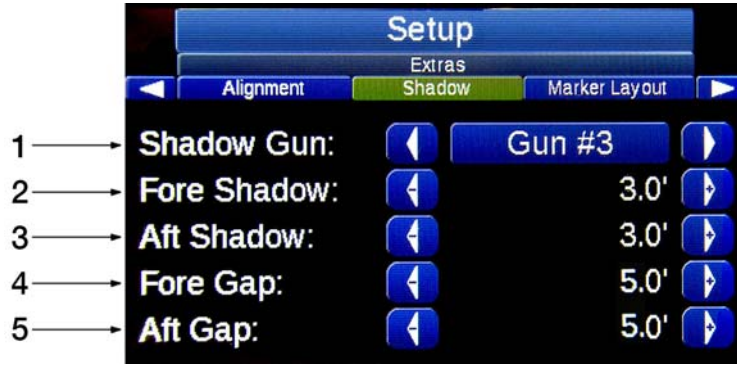 Setup
Extras
Alignment Shadow Marker Layout
1 Shadow Gun: Gun #3
2 Fore Shadow: - 3.0' +
3 Aft Shadow: - 3.0' +
4 Fore Gap: - 5.0' +
5 Aft Gap: - 5.0' +